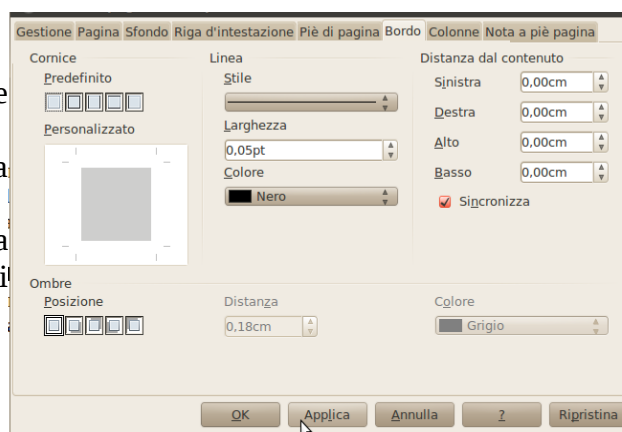 Gestione Pagina Sfondo Riga d'intestazione Piè di pagina Bordo Colonne Nota a piè pagina
Cornice
Predefinito
Personalizzato
Linea
Stile
Larghezza
0,05pt
Colore
Nero
Distanza dal contenuto
Sinistra 0,00cm
Destra 0,00cm
Alto 0,00cm
Basso 0,00cm
Sincronizza
Ombre
Posizione
Distanza
0,18cm
Colore
Grigio
OK Applica Annulla ? Ripristina